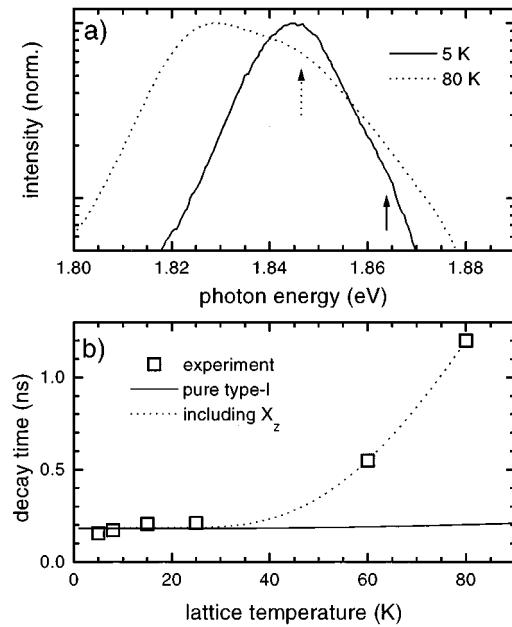 a)
5 K
80 K
intensity (norm.)
1.80 1.82 1.84 1.86 1.88
photon energy (eV)
b)
experiment
pure type-I
including X_z
decay time (ns)
1.0
0.5
0.0
0 20 40 60 80
lattice temperature (K)